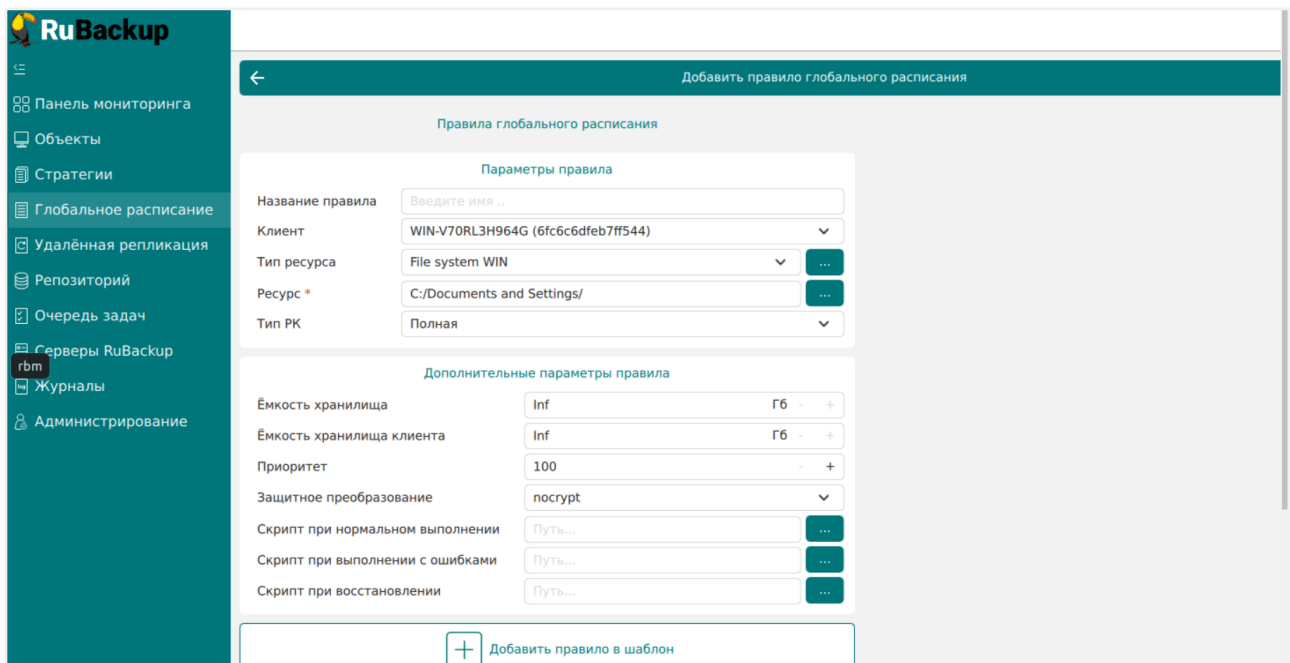 RuBackup
Панель мониторинга
Объекты
Стратегии
Глобальное расписание
Удалённая репликация
Репозиторий
Очередь задач
Серверы RuBackup
rbm
Журналы
Администрирование
Добавить правило глобального расписания
Правила глобального расписания
Параметры правила
Название правила Введите имя ..
Клиент WIN-V70RL3H964G (6fc6c6dfeb7ff544)
Тип ресурса File system WIN ...
Ресурс * C:/Documents and Settings/ ...
Тип РК Полная
Дополнительные параметры правила
Ёмкость хранилища Inf Гб - +
Ёмкость хранилища клиента Inf Гб - +
Приоритет 100 - +
Защитное преобразование nocrypt
Скрипт при нормальном выполнении Путь... ...
Скрипт при выполнении с ошибками Путь... ...
Скрипт при восстановлении Путь... ...
Добавить правило в шаблон